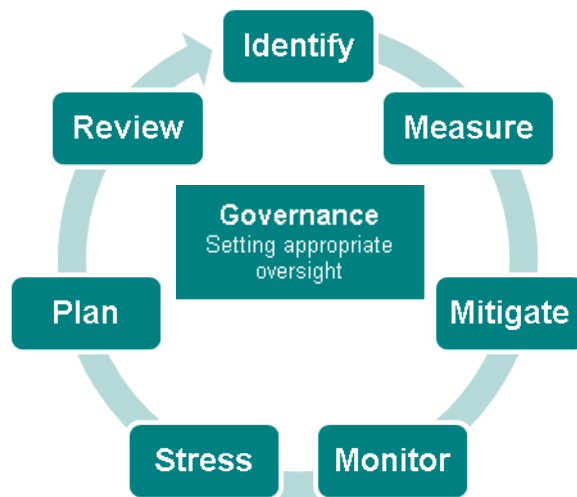 Identify
Measure
Mitigate
Monitor
Stress
Plan
Review
Governance
Setting appropriate
oversight